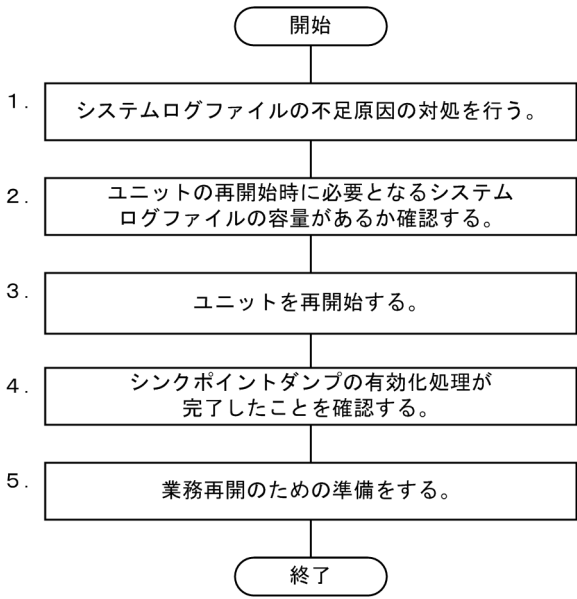 開始
1.
システムログファイルの不足原因の対処を行う。
2.
ユニットの再開始時に必要となるシステム
ログファイルの容量があるか確認する。
3.
ユニットを再開始する。
4.
シンクポイントダンプの有効化処理が
完了したことを確認する。
5.
業務再開のための準備をする。
終了